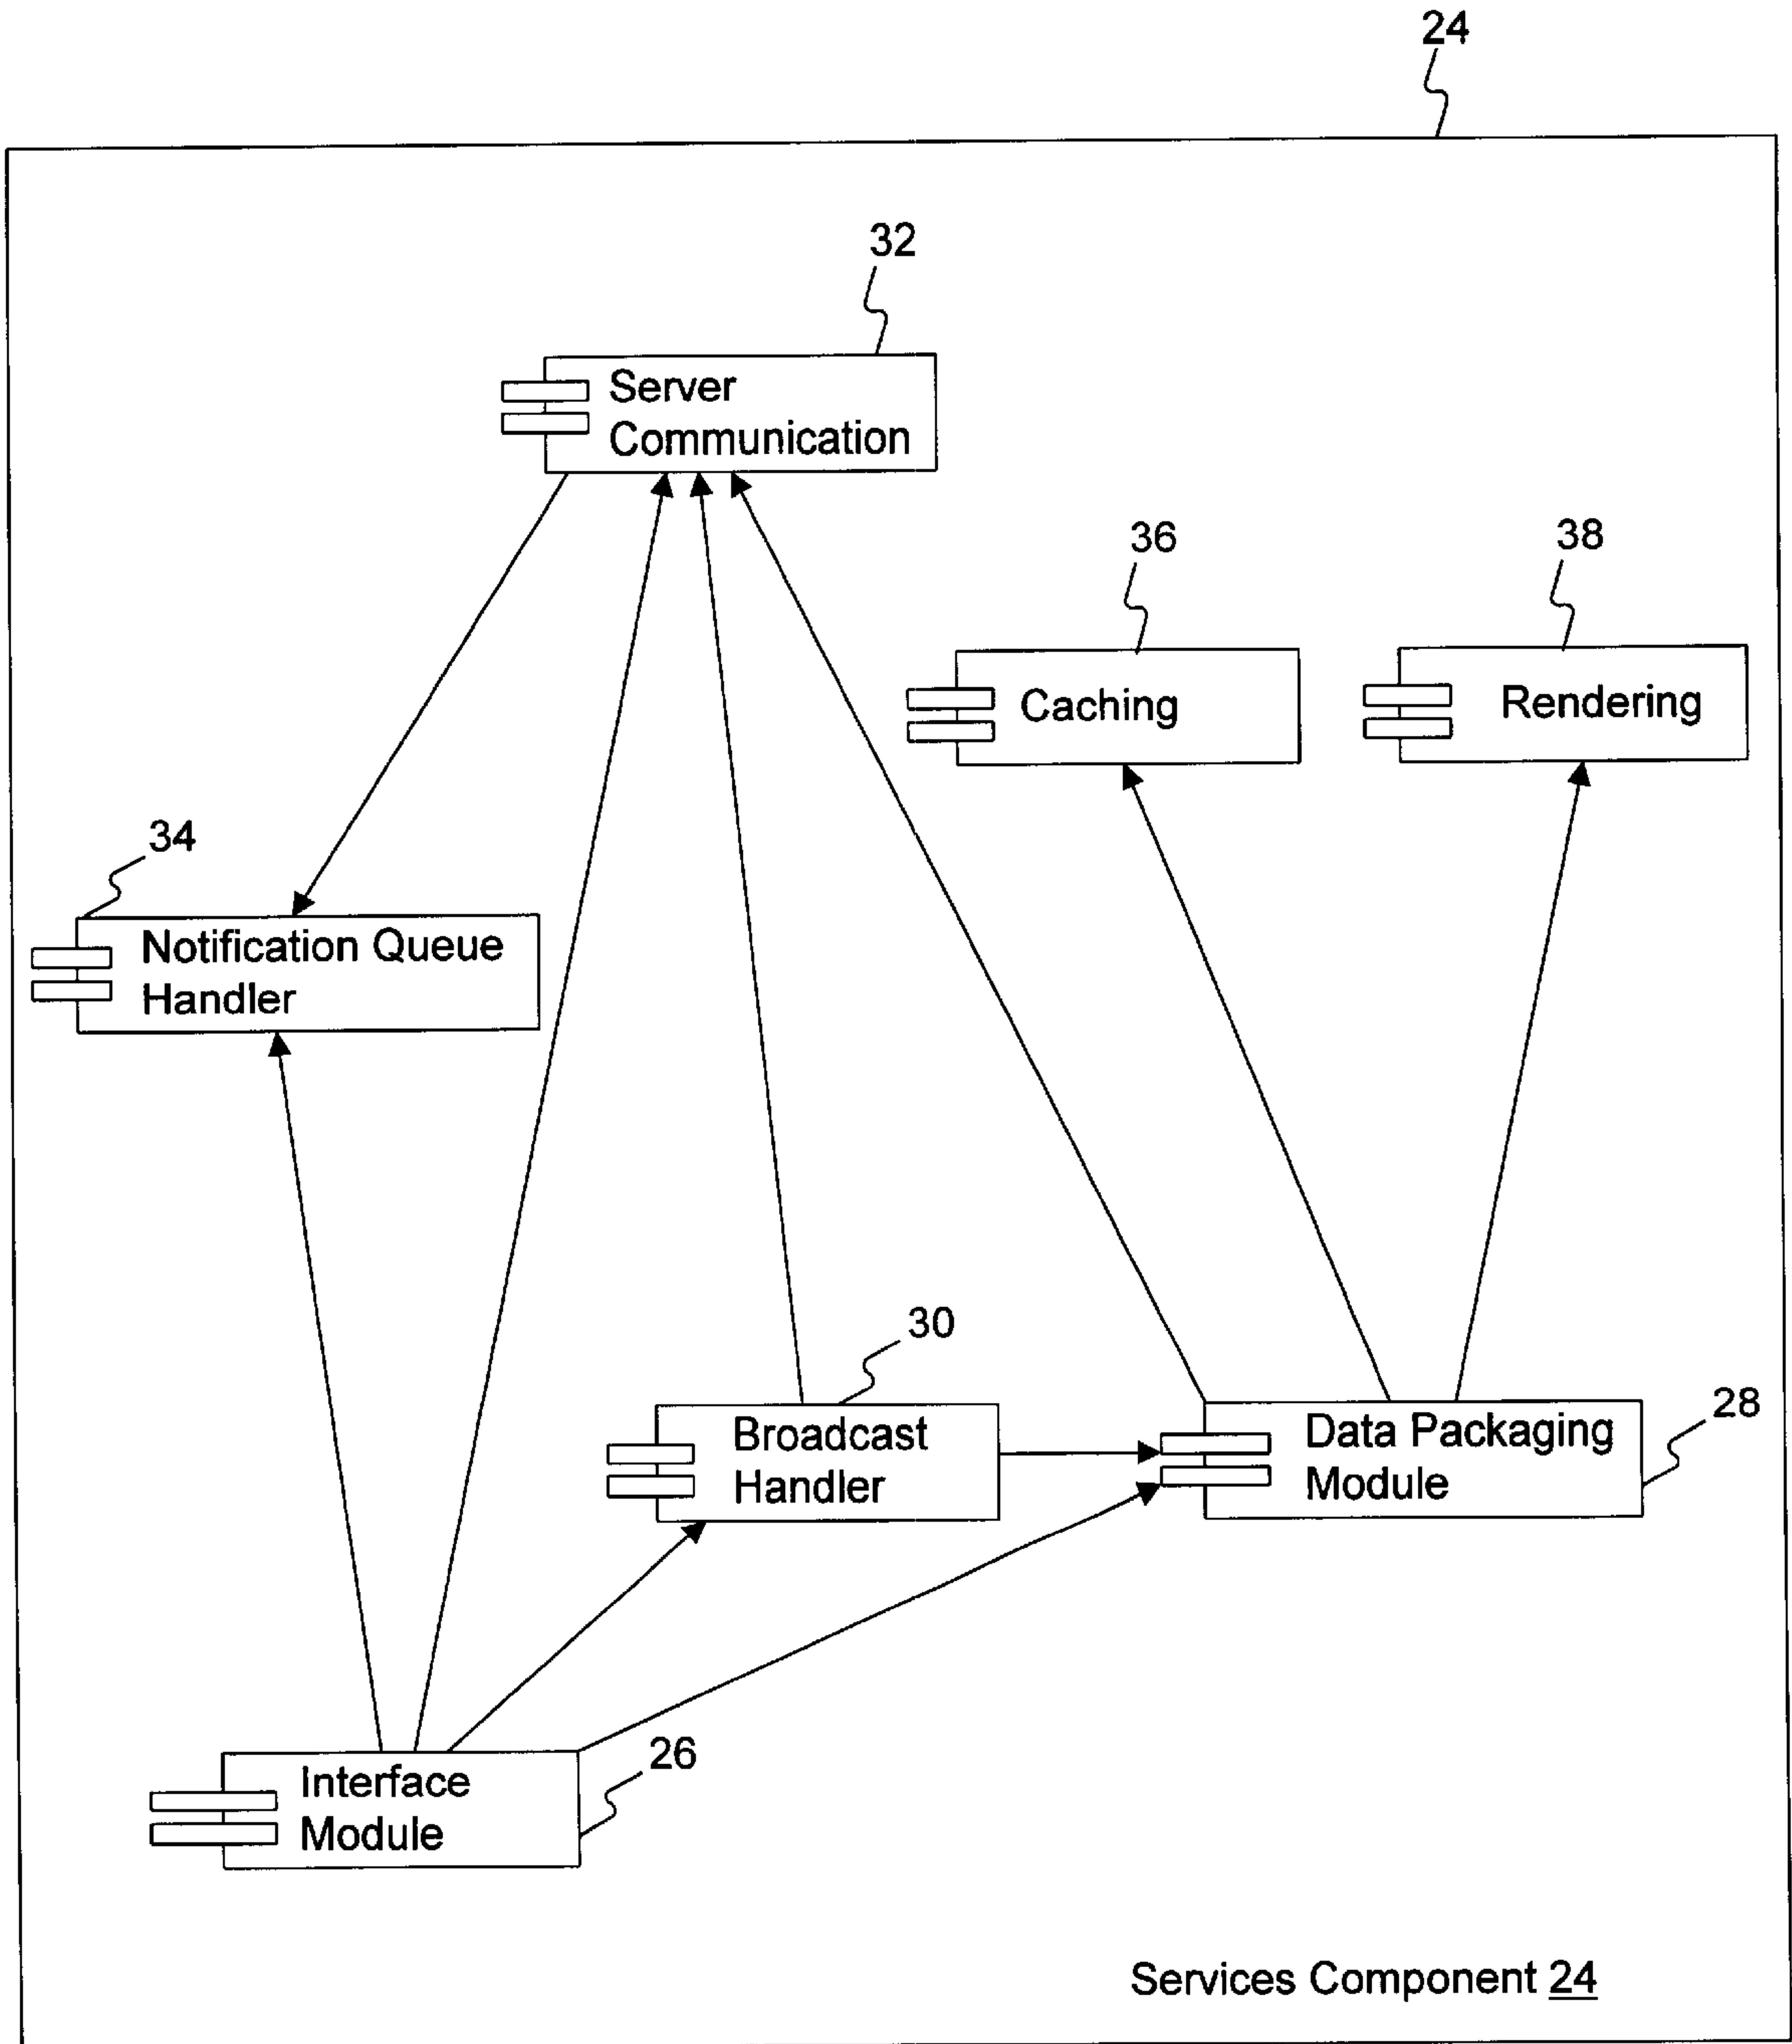 24
32
Server
Communication
36
38
Caching
Rendering
34
Notification Queue
Handler
30
Broadcast
Handler
28
Data Packaging
Module
26
Interface
Module
Services Component 24